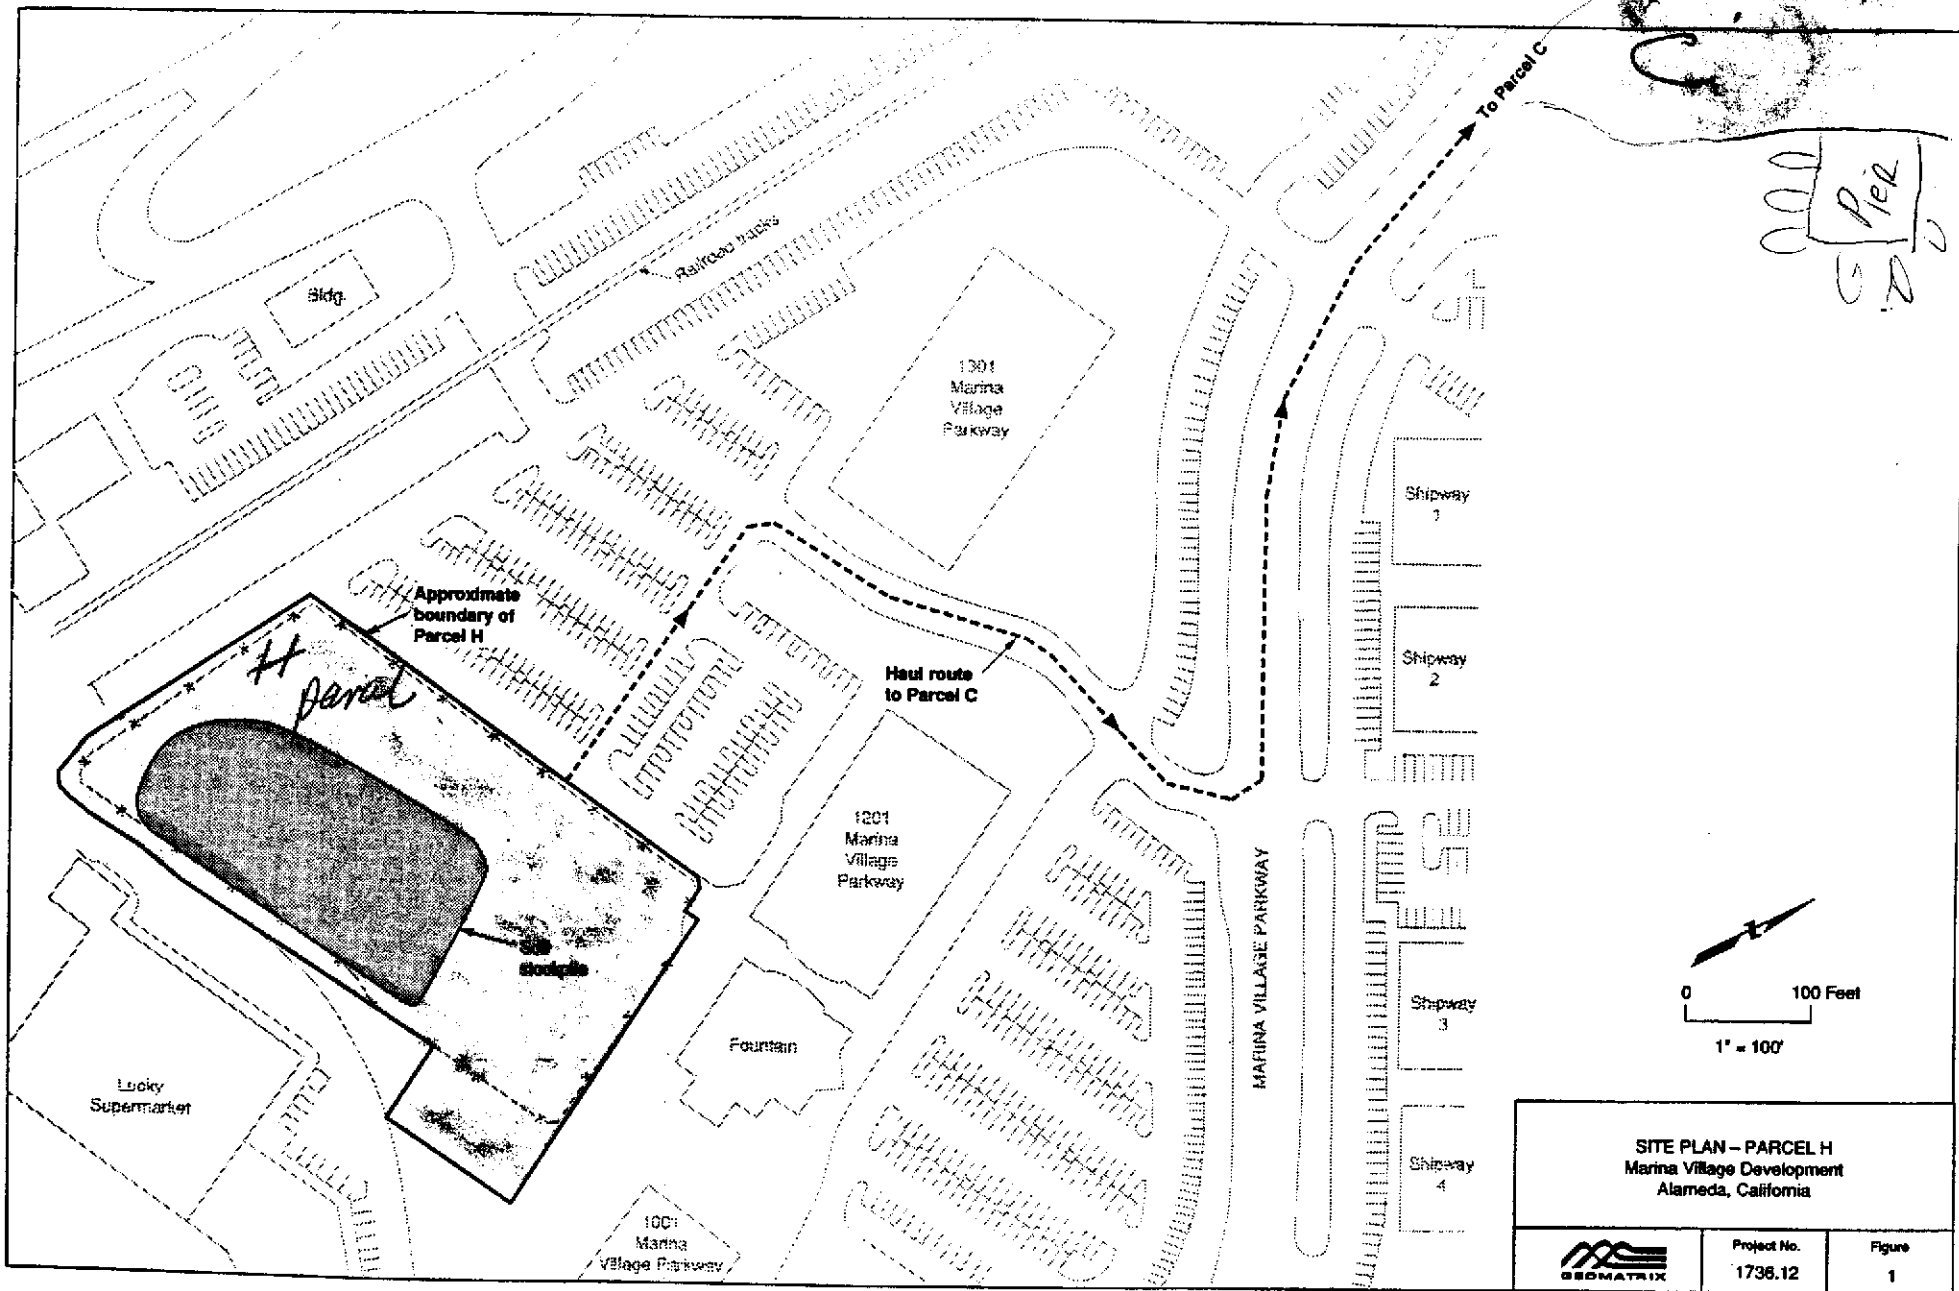 To Parcel C
C
Pier
Railroad tracks
Bldg.
1301
Marina
Village
Parkway
Shipway
1
Approximate
boundary of
Parcel H
H
parcel
Shipway
2
Haul route
to Parcel C
1201
Marina
Village
Parkway
MARINA VILLAGE PARKWAY
Soil
stockpile
Z
0 100 Feet
1" = 100'
Shipway
3
Fountain
Lucky
Supermarket
Shipway
4
1001
Marina
Village Parkway
SITE PLAN – PARCEL H
Marina Village Development
Alameda, California
GEOMATRIX
Project No.
1736.12
Figure
1